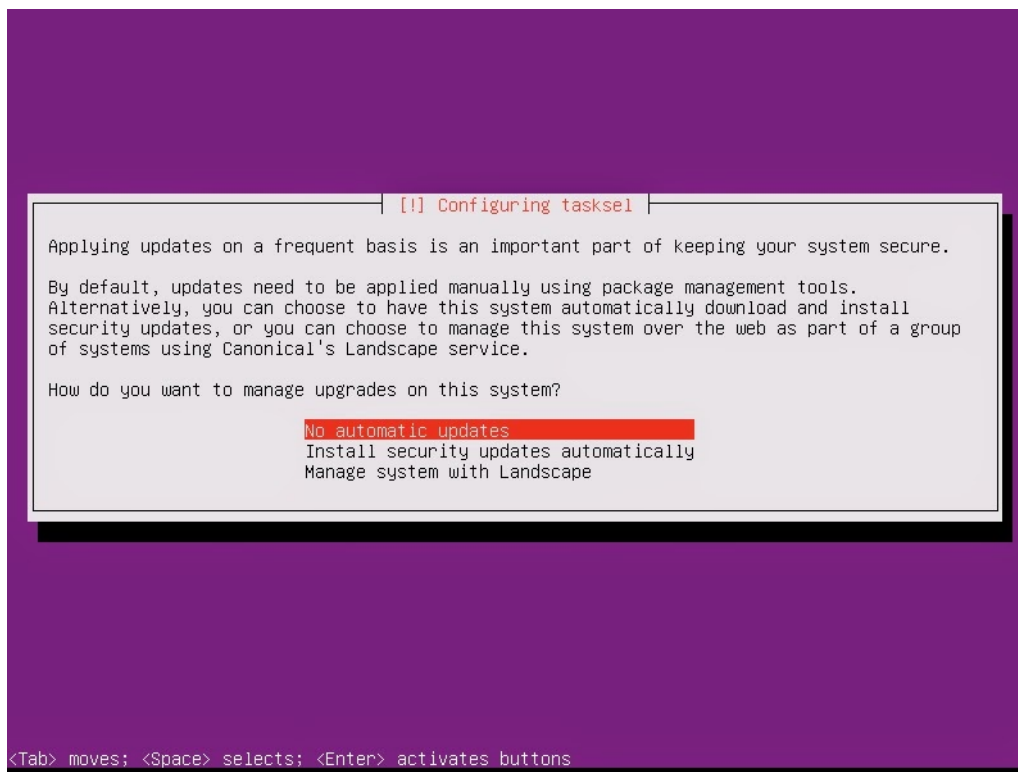 [!] Configuring tasksel
Applying updates on a frequent basis is an important part of keeping your system secure.
By default, updates need to be applied manually using package management tools.
Alternatively, you can choose to have this system automatically download and install
security updates, or you can choose to manage this system over the web as part of a group
of systems using Canonical's Landscape service.
How do you want to manage upgrades on this system?
No automatic updates
Install security updates automatically
Manage system with Landscape
<Tab> moves; <Space> selects; <Enter> activates buttons